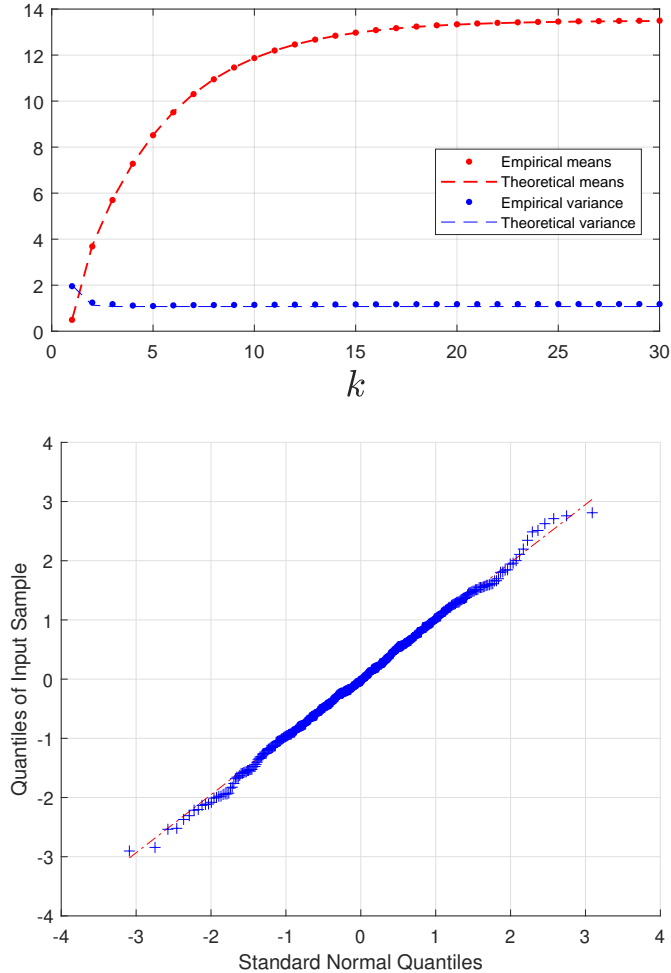 14
12
10
8
6
4
2
0
Empirical means
Theoretical means
Empirical variance
Theoretical variance
0 5 10 15 20 25 30
k
4
3
2
1
0
-1
-2
-3
-4
Quantiles of Input Sample
-4 -3 -2 -1 0 1 2 3 4
Standard Normal Quantiles